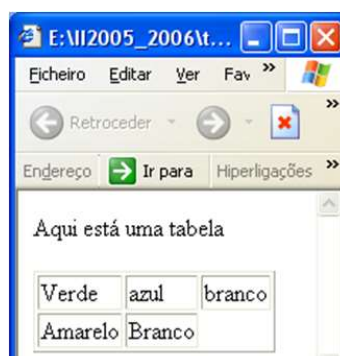 E:\II2005_2006\t...
Ficheiro Editar Ver Fav »
Retroceder »
Endereço Ir para Hiperligações »
Aqui está uma tabela
Verde azul branco
Amarelo Branco